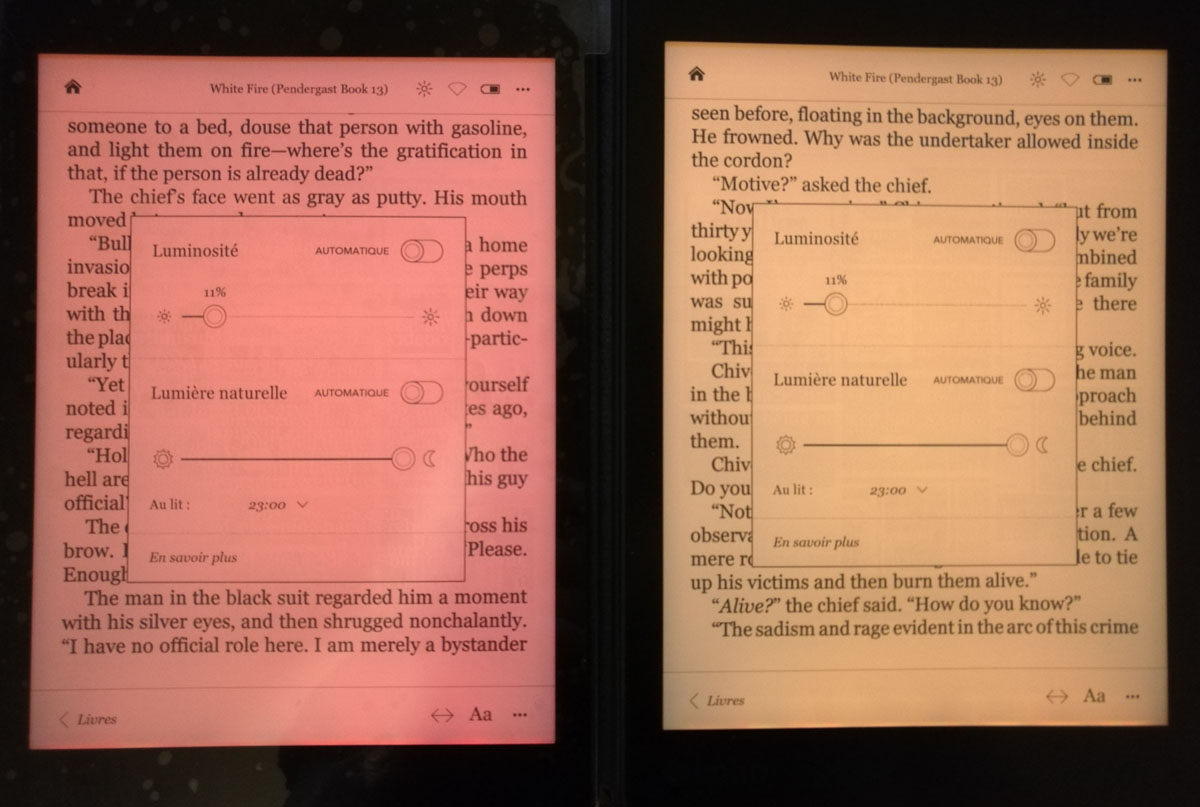 White Fire (Pendergast Book 13)
someone to a bed, douse that person with gasoline,
and light them on fire—where’s the gratification in
that, if the person is already dead?”
The chief’s face went as gray as putty. His mouth
moved
“Bull
a home
invasio
e perps
break i
eir way
with th
n down
the plac
-partic-
ularly t
“Yet
yourself
noted i
es ago,
regardi
”
“Hol
Who the
hell are
his guy
official’
The
ross his
brow. I
Please.
Enough
Luminosité AUTOMATIQUE
11%
Lumière naturelle AUTOMATIQUE
Au lit : 23:00
En savoir plus
The man in the black suit regarded him a moment
with his silver eyes, and then shrugged nonchalantly.
“I have no official role here. I am merely a bystander
Livres Aa
White Fire (Pendergast Book 13)
seen before, floating in the background, eyes on them.
He frowned. Why was the undertaker allowed inside
the cordon?
“Motive?” asked the chief.
“Now
ut from
thirty y
ly we’re
looking
mbined
with po
family
was su
there
might h
“This
g voice.
Chiv
he man
in the
proach
without
behind
them.
Chiv
e chief.
Do you
“Not
r a few
observa
tion. A
mere re
le to tie
Luminosité AUTOMATIQUE
11%
Lumière naturelle AUTOMATIQUE
Au lit : 23:00
En savoir plus
up his victims and then burn them alive.”
“Alive?” the chief said. “How do you know?”
“The sadism and rage evident in the arc of this crime
Livres Aa